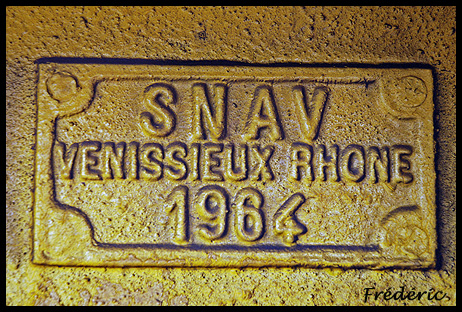 SNAV
VENISSIEUX RHONE
1964
Frédéric.